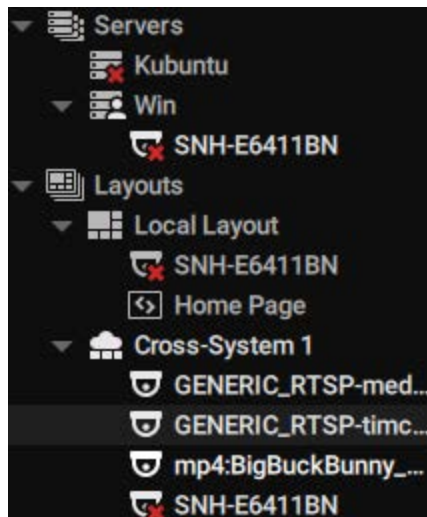 Servers
Kubuntu
Win
SNH-E6411BN
Layouts
Local Layout
SNH-E6411BN
Home Page
Cross-System 1
GENERIC_RTSP-med...
GENERIC_RTSP-timc...
mp4:BigBuckBunny_...
SNH-E6411BN